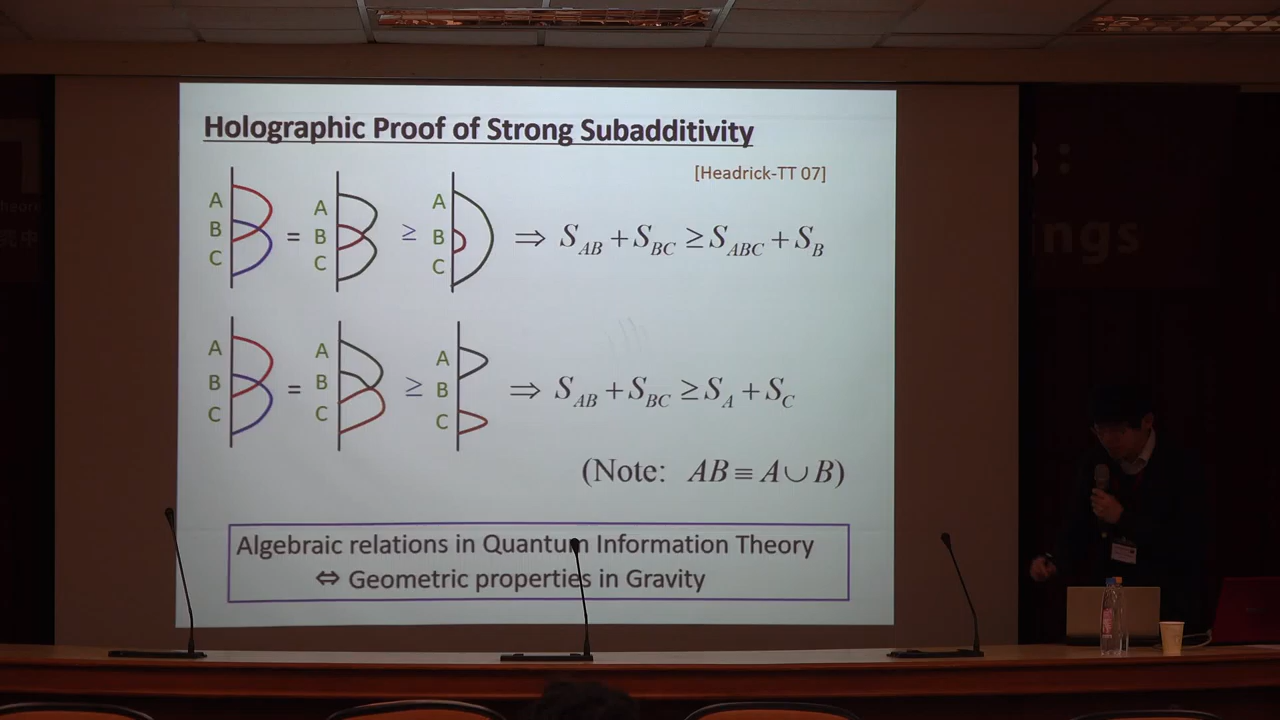 Holographic Proof of Strong Subadditivity
[Headrick-TT 07]
A
B
C
=
A
B
C
≥
A
B
C
⇒ S_AB + S_BC ≥ S_ABC + S_B
A
B
C
=
A
B
C
≥
A
B
C
⇒ S_AB + S_BC ≥ S_A + S_C
(Note: AB ≡ A ∪ B)
Algebraic relations in Quantum Information Theory
⇔ Geometric properties in Gravity
ngs